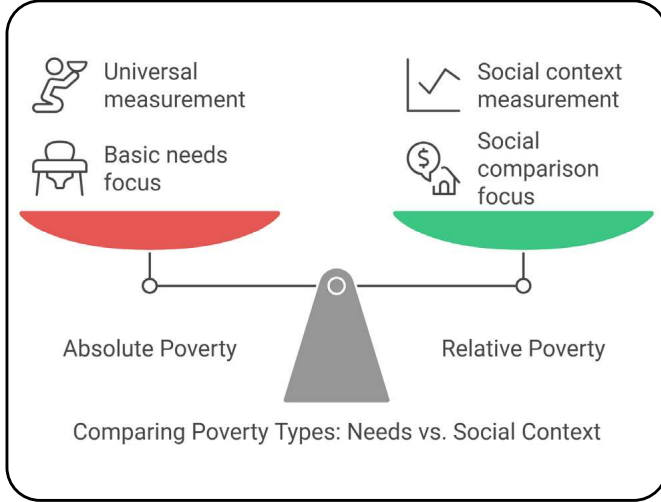 Universal
measurement
Basic needs
focus
Social context
measurement
$
Social
comparison
focus
Absolute Poverty
Relative Poverty
Comparing Poverty Types: Needs vs. Social Context